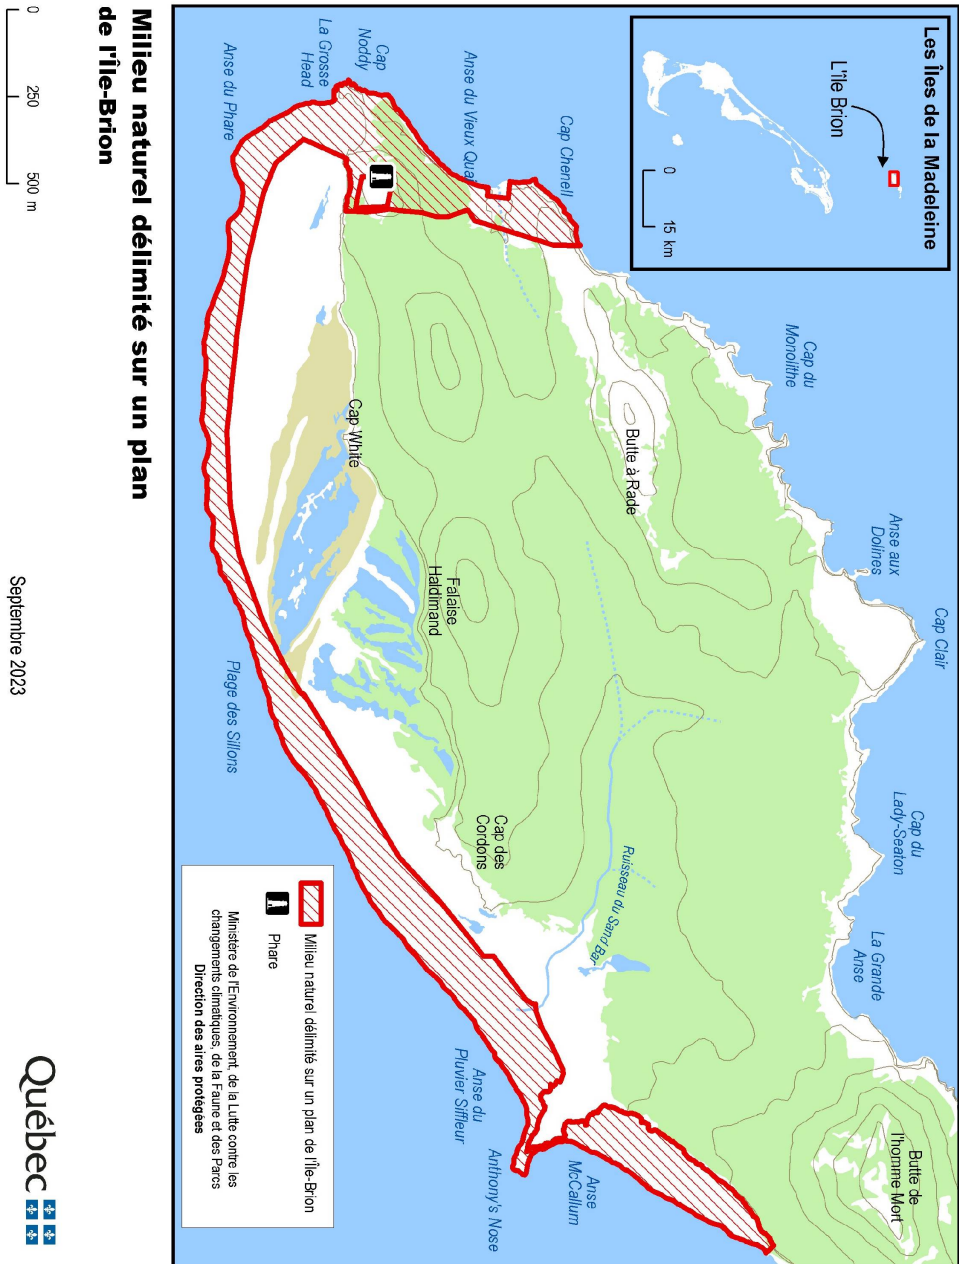 Les îles de la Madeleine
L'île Brion
0
15 km
Cap Chenell
Anse du Vieux Quai
Cap
Noddy
La Grosse
Head
Anse du Phare
Cap du
Monolithe
Anse aux
Dolines
Cap Clair
Cap du
Lady-Seaton
La Grande
Anse
Butte de
l'homme Mort
Butte à Rade
Cap White
Falaise
Haldimand
Cap des
Cordons
Ruisseau du Sand Bar
Plage des Sillons
Anse du
Pluvier Siffleur
Anthony's Nose
Anse
McCallum
Milieu naturel délimité sur un plan de l'Île-Brion
Phare
Ministère de l'Environnement, de la Lutte contre les
changements climatiques, de la Faune et des Parcs
Direction des aires protégées
Milieu naturel délimité sur un plan
de l'Île-Brion
0
250
500 m
Septembre 2023
Québec